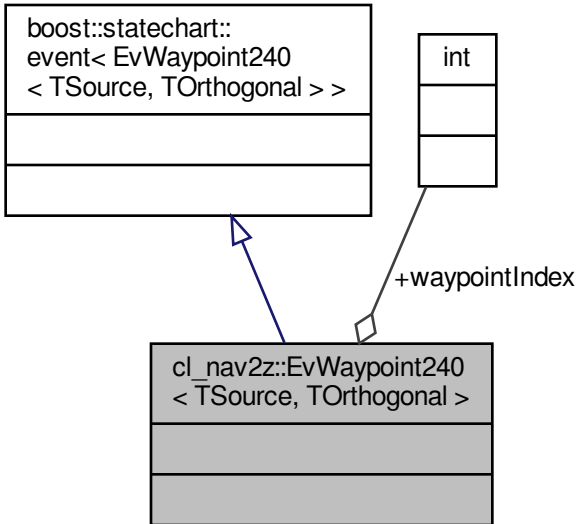 boost::statechart::
event< EvWaypoint240
< TSource, TOrthogonal > >
int
+waypointIndex
cl_nav2z::EvWaypoint240
< TSource, TOrthogonal >